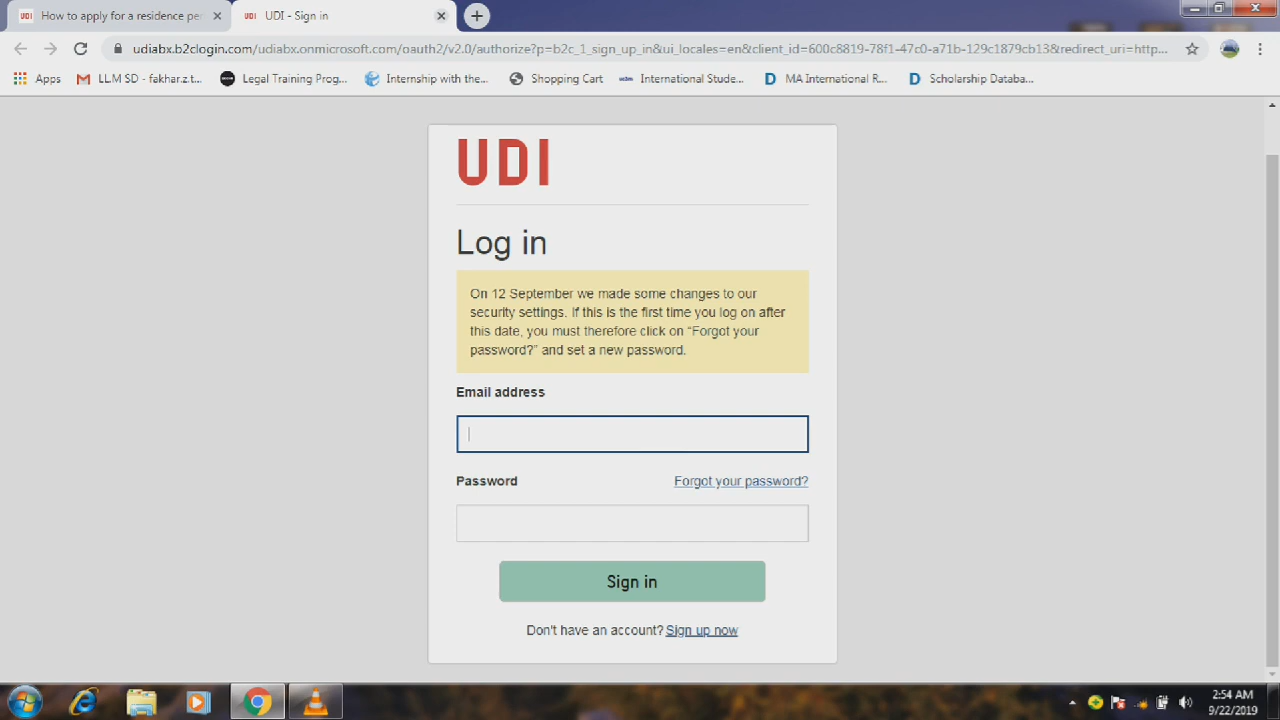 UDI How to apply for a residence pe
UDI UDI - Sign in
udiabx.b2clogin.com/udiabx.onmicrosoft.com/oauth2/v2.0/authorize?p=b2c_1_sign_up_in&ui_locales=en&client_id=600c8819-78f1-47c0-a71b-129c1879cb13&redirect_uri=http...
Apps LLM SD - fakhar.z.t... Legal Training Prog... Internship with the... Shopping Cart International Stude... D MA International R... D Scholarship Databa...
UDI
Log in
On 12 September we made some changes to our
security settings. If this is the first time you log on after
this date, you must therefore click on “Forgot your
password?” and set a new password.
Email address
Password Forgot your password?
Sign in
Don't have an account? Sign up now
2:54 AM
9/22/2019